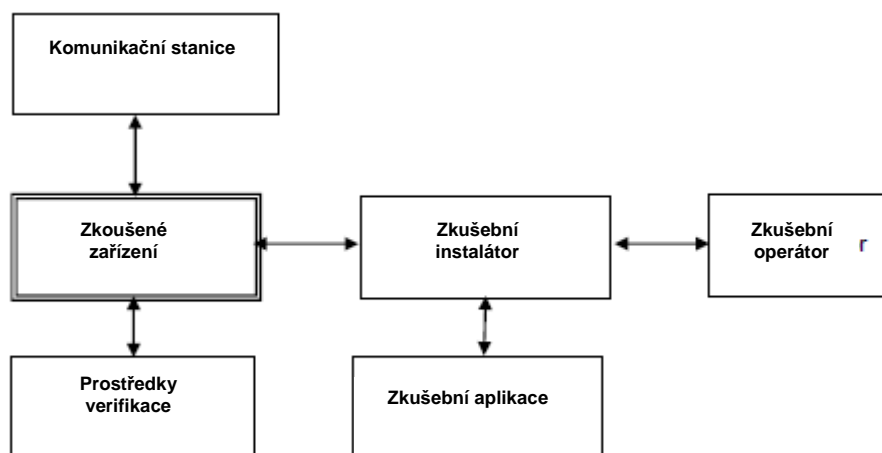 Komunikační stanice
Zkoušené
zařízení
Zkušební
instalátor
Zkušební
operátor r
Prostředky
verifikace
Zkušební aplikace